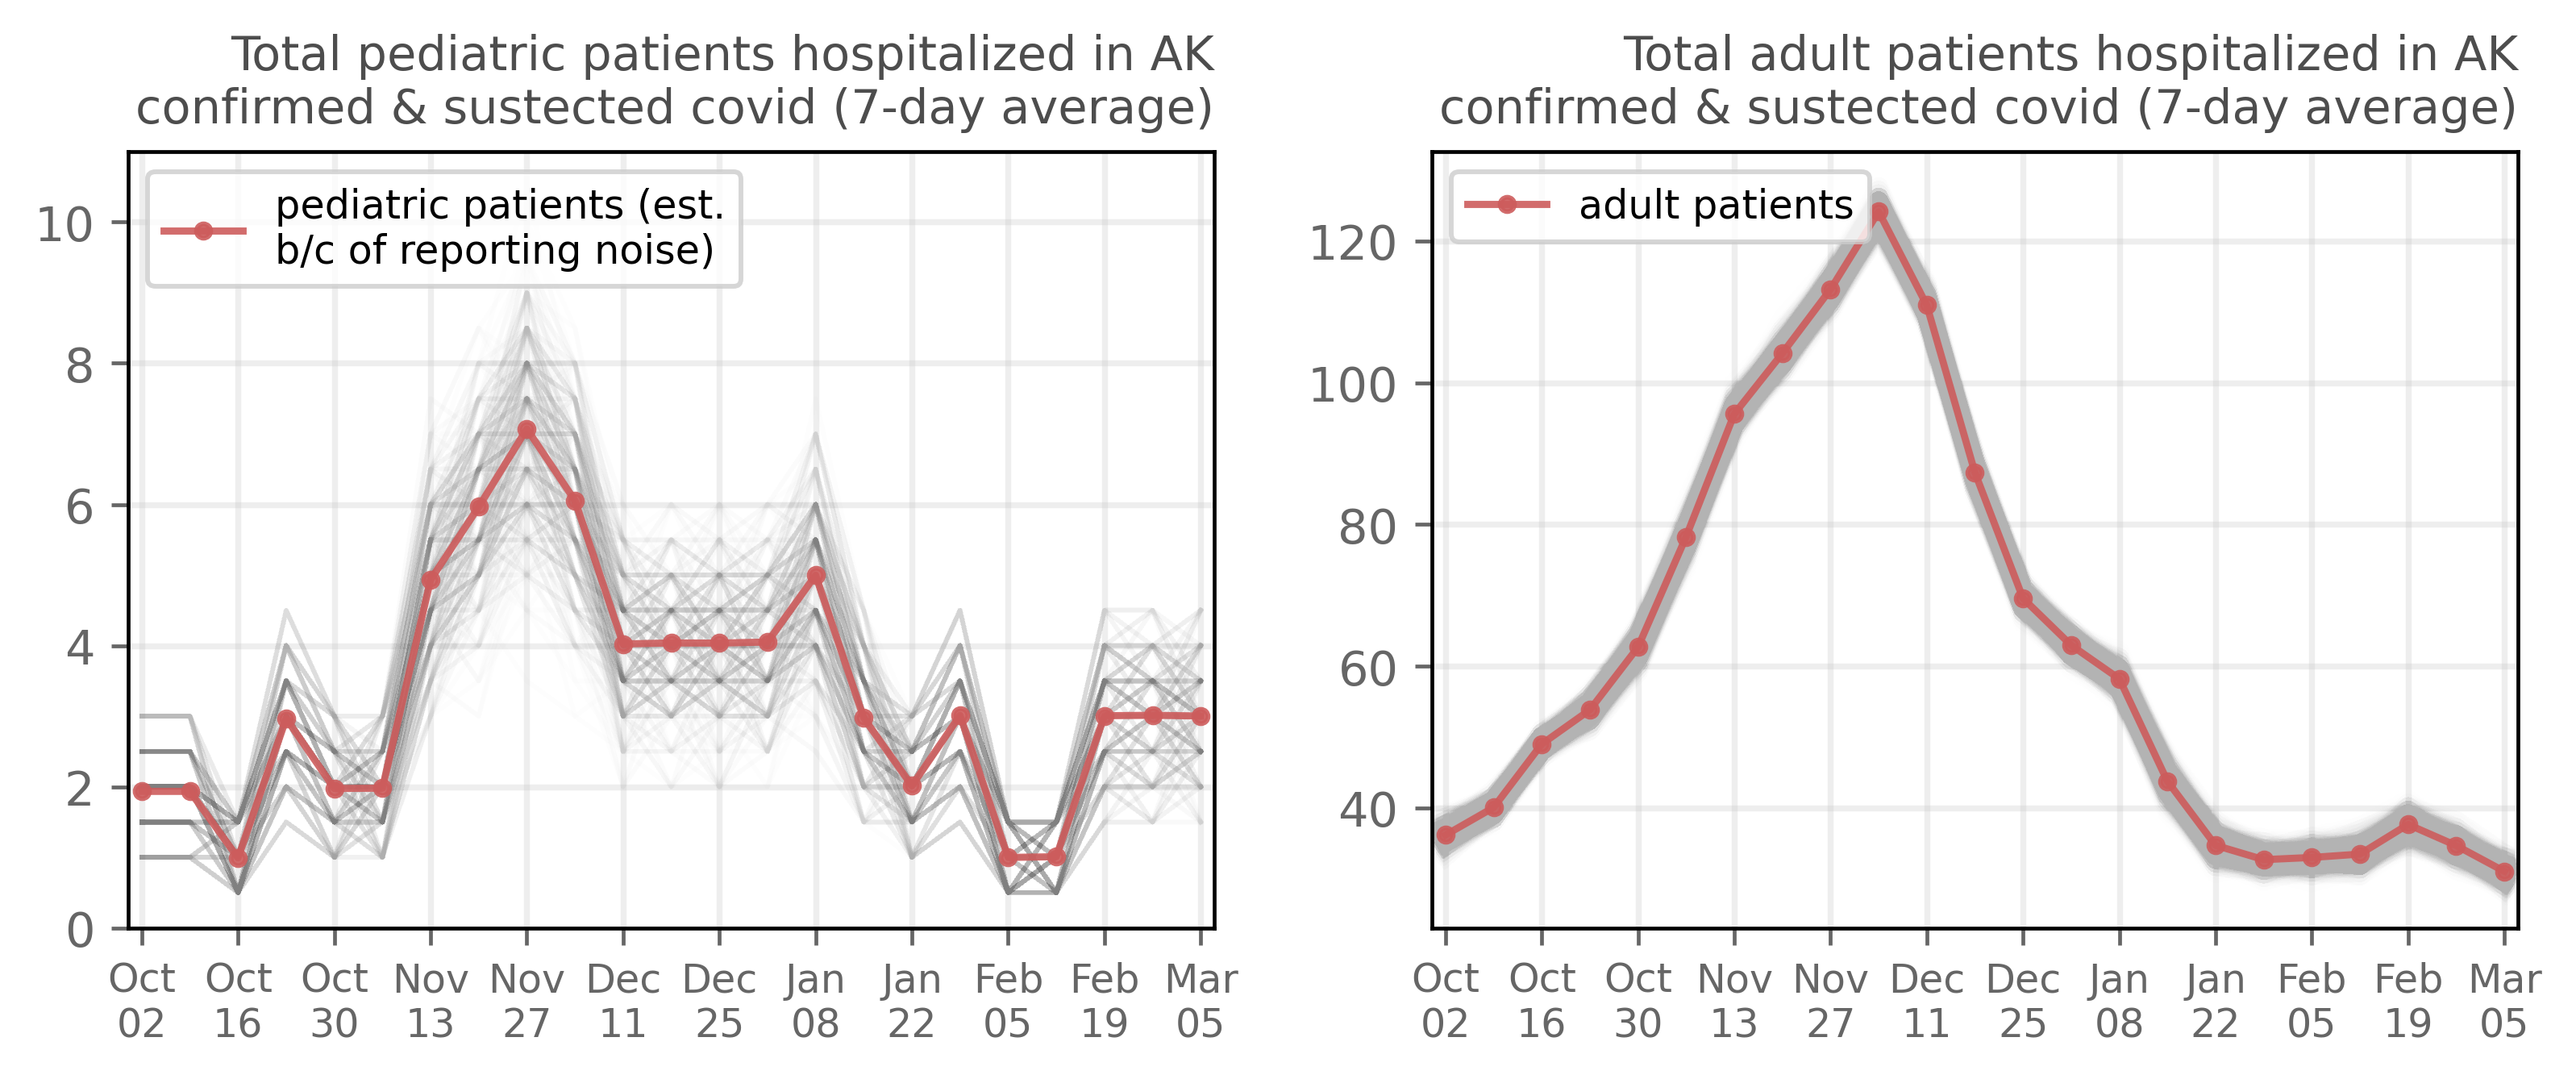 Total pediatric patients hospitalized in AK
confirmed & sustected covid (7-day average)
pediatric patients (est.
b/c of reporting noise)
10
8
6
4
2
0
Oct Oct Oct Nov Nov Dec Dec Jan Jan Feb Feb Mar
02 16 30 13 27 11 25 08 22 05 19 05
Total adult patients hospitalized in AK
confirmed & sustected covid (7-day average)
adult patients
120
100
80
60
40
Oct Oct Oct Nov Nov Dec Dec Jan Jan Feb Feb Mar
02 16 30 13 27 11 25 08 22 05 19 05